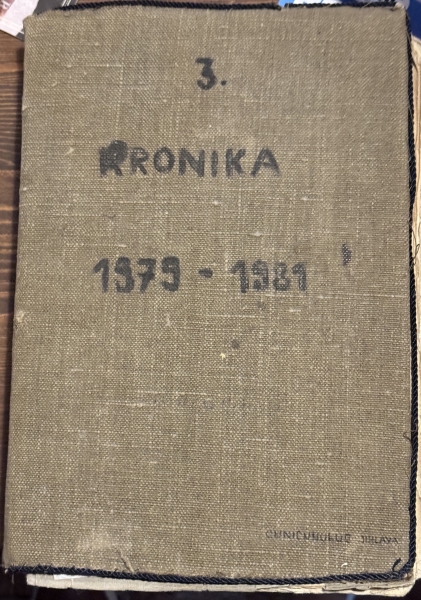 3.
KRONIKA
1979 - 1981
JIHLAVA